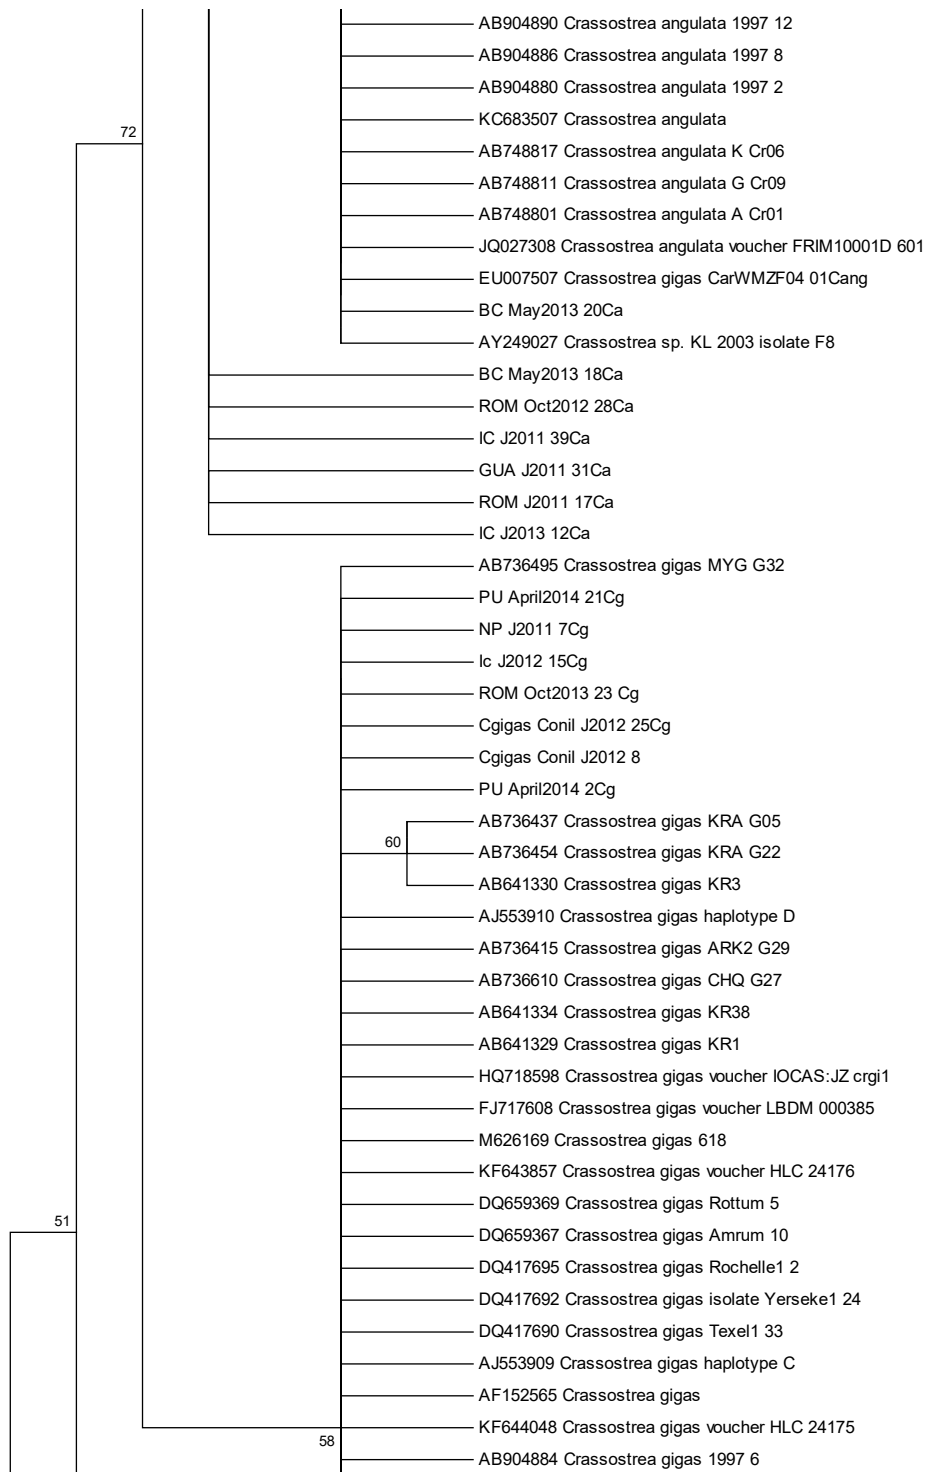 AB904890 Crassostrea angulata 1997 12
AB904886 Crassostrea angulata 1997 8
AB904880 Crassostrea angulata 1997 2
KC683507 Crassostrea angulata
72
AB748817 Crassostrea angulata K Cr06
AB748811 Crassostrea angulata G Cr09
AB748801 Crassostrea angulata A Cr01
JQ027308 Crassostrea angulata voucher FRIM10001D 601
EU007507 Crassostrea gigas CarWMZF04 01Cang
BC May2013 20Ca
AY249027 Crassostrea sp. KL 2003 isolate F8
BC May2013 18Ca
ROM Oct2012 28Ca
IC J2011 39Ca
GUA J2011 31Ca
ROM J2011 17Ca
IC J2013 12Ca
AB736495 Crassostrea gigas MYG G32
PU April2014 21Cg
NP J2011 7Cg
Ic J2012 15Cg
ROM Oct2013 23 Cg
Cgigas Conil J2012 25Cg
Cgigas Conil J2012 8
PU April2014 2Cg
AB736437 Crassostrea gigas KRA G05
60
AB736454 Crassostrea gigas KRA G22
AB641330 Crassostrea gigas KR3
AJ553910 Crassostrea gigas haplotype D
AB736415 Crassostrea gigas ARK2 G29
AB736610 Crassostrea gigas CHQ G27
AB641334 Crassostrea gigas KR38
AB641329 Crassostrea gigas KR1
HQ718598 Crassostrea gigas voucher IOCAS:JZ crgi1
FJ717608 Crassostrea gigas voucher LBDM 000385
M626169 Crassostrea gigas 618
KF643857 Crassostrea gigas voucher HLC 24176
DQ659369 Crassostrea gigas Rottum 5
51
DQ659367 Crassostrea gigas Amrum 10
DQ417695 Crassostrea gigas Rochelle1 2
DQ417692 Crassostrea gigas isolate Yerseke1 24
DQ417690 Crassostrea gigas Texel1 33
AJ553909 Crassostrea gigas haplotype C
AF152565 Crassostrea gigas
KF644048 Crassostrea gigas voucher HLC 24175
58
AB904884 Crassostrea gigas 1997 6